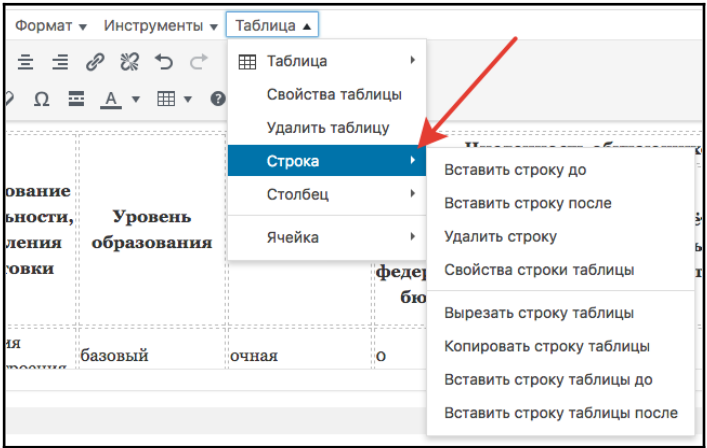 Формат Инструменты Таблица
Таблица
Свойства таблицы
Удалить таблицу
Строка
Столбец
Ячейка
Вставить строку до
Вставить строку после
Удалить строку
Свойства строки таблицы
Вырезать строку таблицы
Копировать строку таблицы
Вставить строку таблицы до
Вставить строку таблицы после
Ω A
Уровень
образования
базовый очная 0